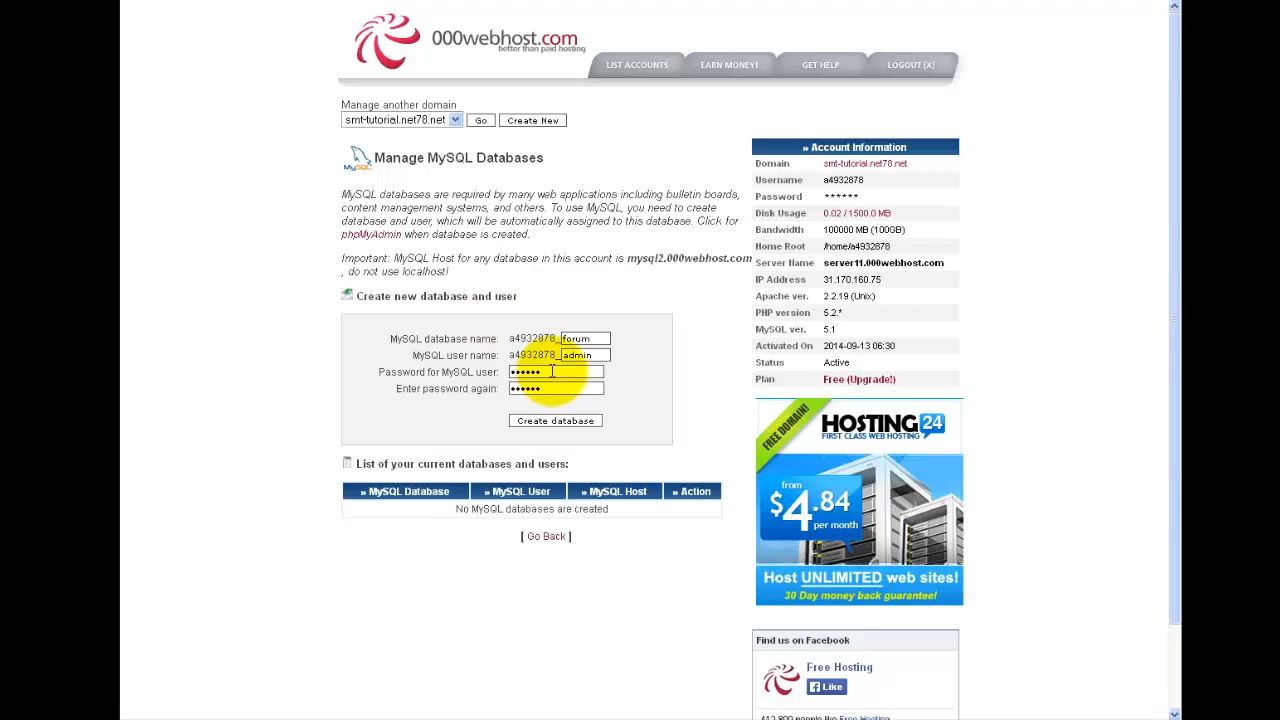 000webhost.com
better than paid hosting
LIST ACCOUNTS EARN MONEY! GET HELP LOGOUT [X]
Manage another domain
smt-tutorial.net78.net Go Create New
MySQL Manage MySQL Databases
MySQL databases are required by many web applications including bulletin boards,
content management systems, and others. To use MySQL, you need to create
database and user, which will be automatically assigned to this database. Click for
phpMyAdmin when database is created.
Important: MySQL Host for any database in this account is mysql2.000webhost.com
, do not use localhost!
Create new database and user
MySQL database name: a4932878_ forum
MySQL user name: a4932878_ admin
Password for MySQL user: ••••••
Enter password again: ••••••
Create database
List of your current databases and users:
» MySQL Database » MySQL User » MySQL Host » Action
No MySQL databases are created
[ Go Back ]
» Account Information
Domain smt-tutorial.net78.net
Username a4932878
Password ******
Disk Usage 0.02 / 1500.0 MB
Bandwidth 100000 MB (100GB)
Home Root /home/a4932878
Server Name server11.000webhost.com
IP Address 31.170.160.75
Apache ver. 2.2.19 (Unix)
PHP version 5.2.*
MySQL ver. 5.1
Activated On 2014-09-13 06:30
Status Active
Plan Free (Upgrade!)
FREE DOMAIN!
HOSTING 24
FIRST CLASS WEB HOSTING
from
$4.84
per month
Host UNLIMITED web sites!
30 Day money back guarantee!
Find us on Facebook
Free Hosting
Like
people like Free Hosting